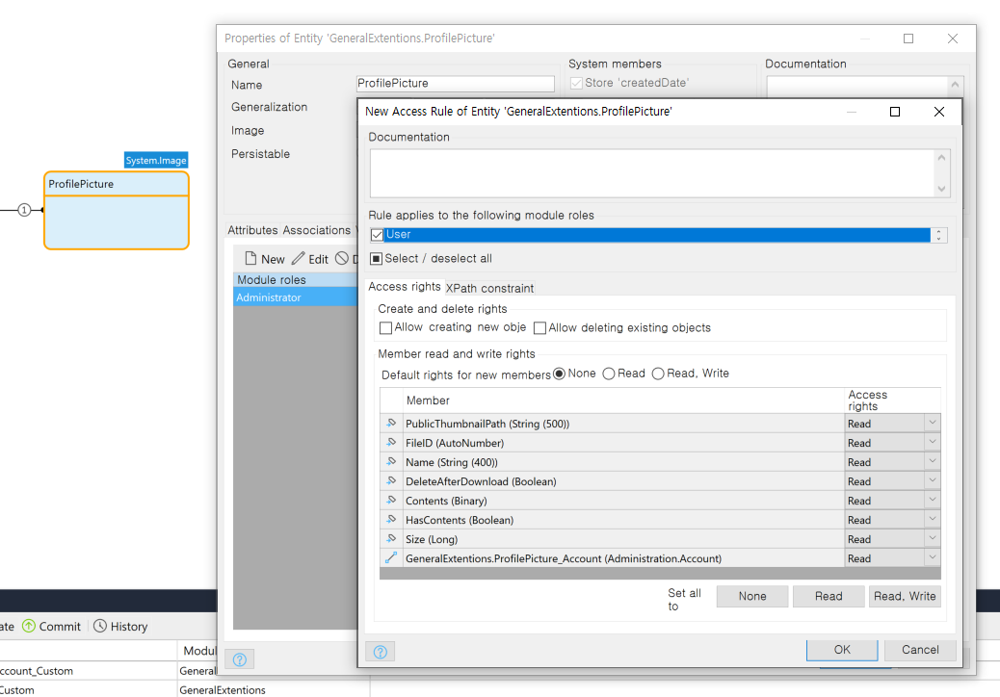 Properties of Entity 'GeneralExtentions.ProfilePicture'
General
System members
Documentation
Name
ProfilePicture
Store 'createdDate'
Generalization
Image
Persistable
New Access Rule of Entity 'GeneralExtentions.ProfilePicture'
Documentation
System.Image
ProfilePicture
1
Rule applies to the following module roles
User
Attributes Associations
Select / deselect all
New
Edit
Module roles
Administrator
Access rights
XPath constraint
Create and delete rights
Allow creating new obje
Allow deleting existing objects
Member read and write rights
Default rights for new members
None
Read
Read, Write
Member
Access rights
PublicThumbnailPath (String (500))
Read
FileID (AutoNumber)
Read
Name (String (400))
Read
DeleteAfterDownload (Boolean)
Read
Contents (Binary)
Read
HasContents (Boolean)
Read
Size (Long)
Read
GeneralExtentions.ProfilePicture_Account (Administration.Account)
Read
Set all to
None
Read
Read, Write
OK
Cancel
ate
Commit
History
Modul
ccount_Custom
General
Custom
GeneralExtentions